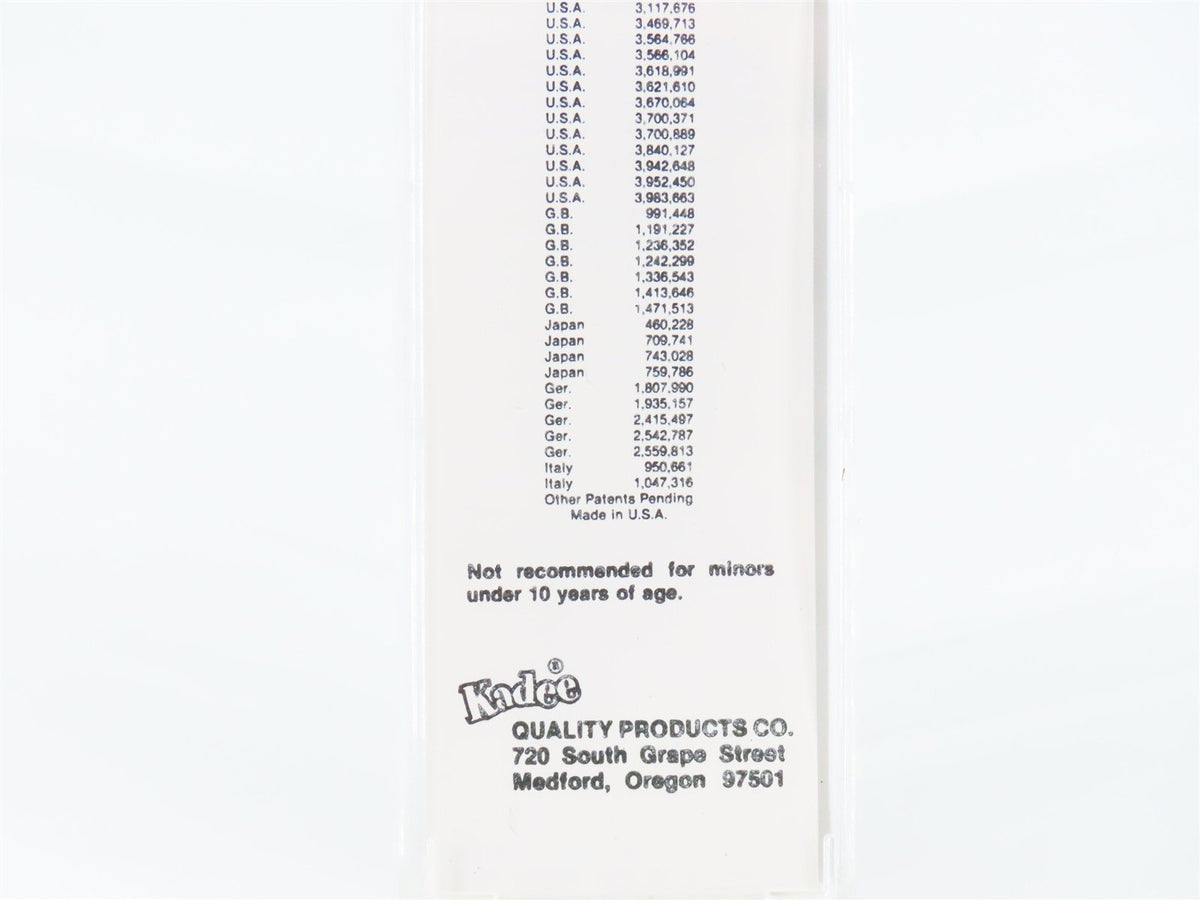 U.S.A. 3,117,676
U.S.A. 3,469,713
U.S.A. 3,564,766
U.S.A. 3,566,104
U.S.A. 3,618,991
U.S.A. 3,621,610
U.S.A. 3,670,064
U.S.A. 3,700,371
U.S.A. 3,700,889
U.S.A. 3,840,127
U.S.A. 3,942,648
U.S.A. 3,952,450
U.S.A. 3,983,663
G.B. 991,448
G.B. 1,191,227
G.B. 1,236,352
G.B. 1,242,299
G.B. 1,336,543
G.B. 1,413,646
G.B. 1,471,513
Japan 460,228
Japan 709,741
Japan 743,028
Japan 759,786
Ger. 1,807,990
Ger. 1,935,157
Ger. 2,415,497
Ger. 2,542,787
Ger. 2,559,813
Italy 950,661
Italy 1,047,316
Other Patents Pending
Made in U.S.A.
Not recommended for minors
under 10 years of age.
Kadee®
QUALITY PRODUCTS CO.
720 South Grape Street
Medford, Oregon 97501